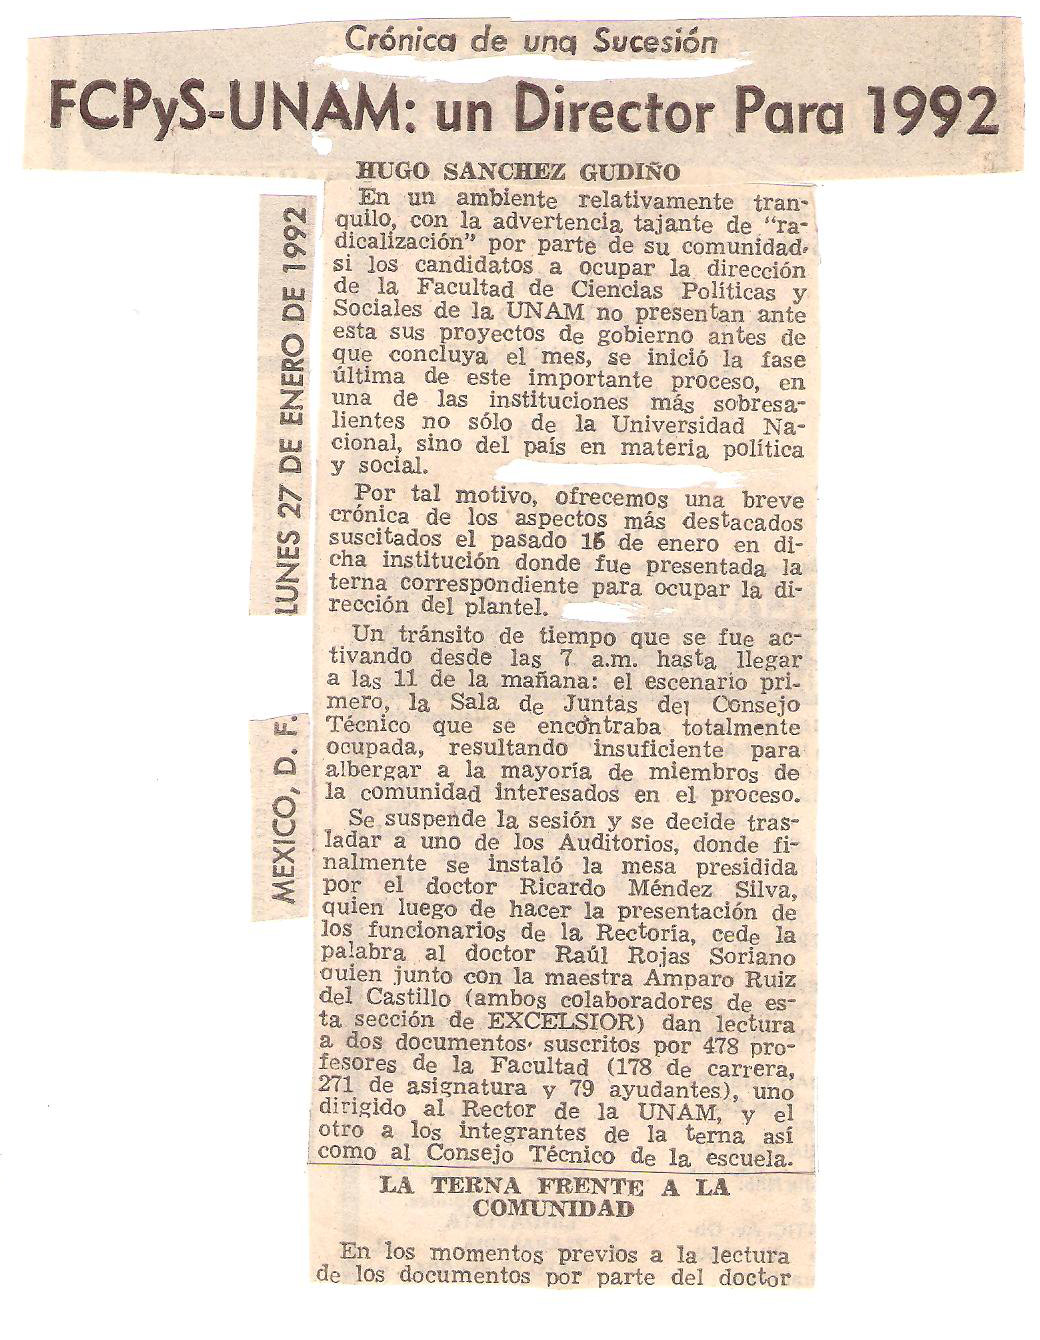 Crónica de una Sucesión
FCPyS-UNAM: un Director Para 1992
HUGO SANCHEZ GUDIÑO
LUNES 27 DE ENERO DE 1992
MEXICO, D. F.
En un ambiente relativamente tran-
quilo, con la advertencia tajante de "ra-
dicalización" por parte de su comunidad,
si los candidatos a ocupar la dirección
de la Facultad de Ciencias Políticas y
Sociales de la UNAM no presentan ante
esta sus proyectos de gobierno antes de
que concluya el mes, se inició la fase
última de este importante proceso, en
una de las instituciones más sobresa-
lientes no sólo de la Universidad Na-
cional, sino del país en materia política
y social.
Por tal motivo, ofrecemos una breve
crónica de los aspectos más destacados
suscitados el pasado 16 de enero en di-
cha institución donde fue presentada la
terna correspondiente para ocupar la di-
rección del plantel.
Un tránsito de tiempo que se fue ac-
tivando desde las 7 a.m. hasta llegar
a las 11 de la mañana: el escenario pri-
mero, la Sala de Juntas del Consejo
Técnico que se encontraba totalmente
ocupada, resultando insuficiente para
albergar a la mayoría de miembros de
la comunidad interesados en el proceso.
Se suspende la sesión y se decide tras-
ladar a uno de los Auditorios, donde fi-
nalmente se instaló la mesa presidida
por el doctor Ricardo Méndez Silva,
quien luego de hacer la presentación de
los funcionarios de la Rectoría, cede la
palabra al doctor Raúl Rojas Soriano
quien junto con la maestra Amparo Ruiz
del Castillo (ambos colaboradores de es-
ta sección de EXCELSIOR) dan lectura
a dos documentos suscritos por 478 pro-
fesores de la Facultad (178 de carrera,
271 de asignatura y 79 ayudantes), uno
dirigido al Rector de la UNAM, y el
otro a los integrantes de la terna así
como al Consejo Técnico de la escuela.
LA TERNA FRENTE A LA
COMUNIDAD
En los momentos previos a la lectura
de los documentos por parte del doctor